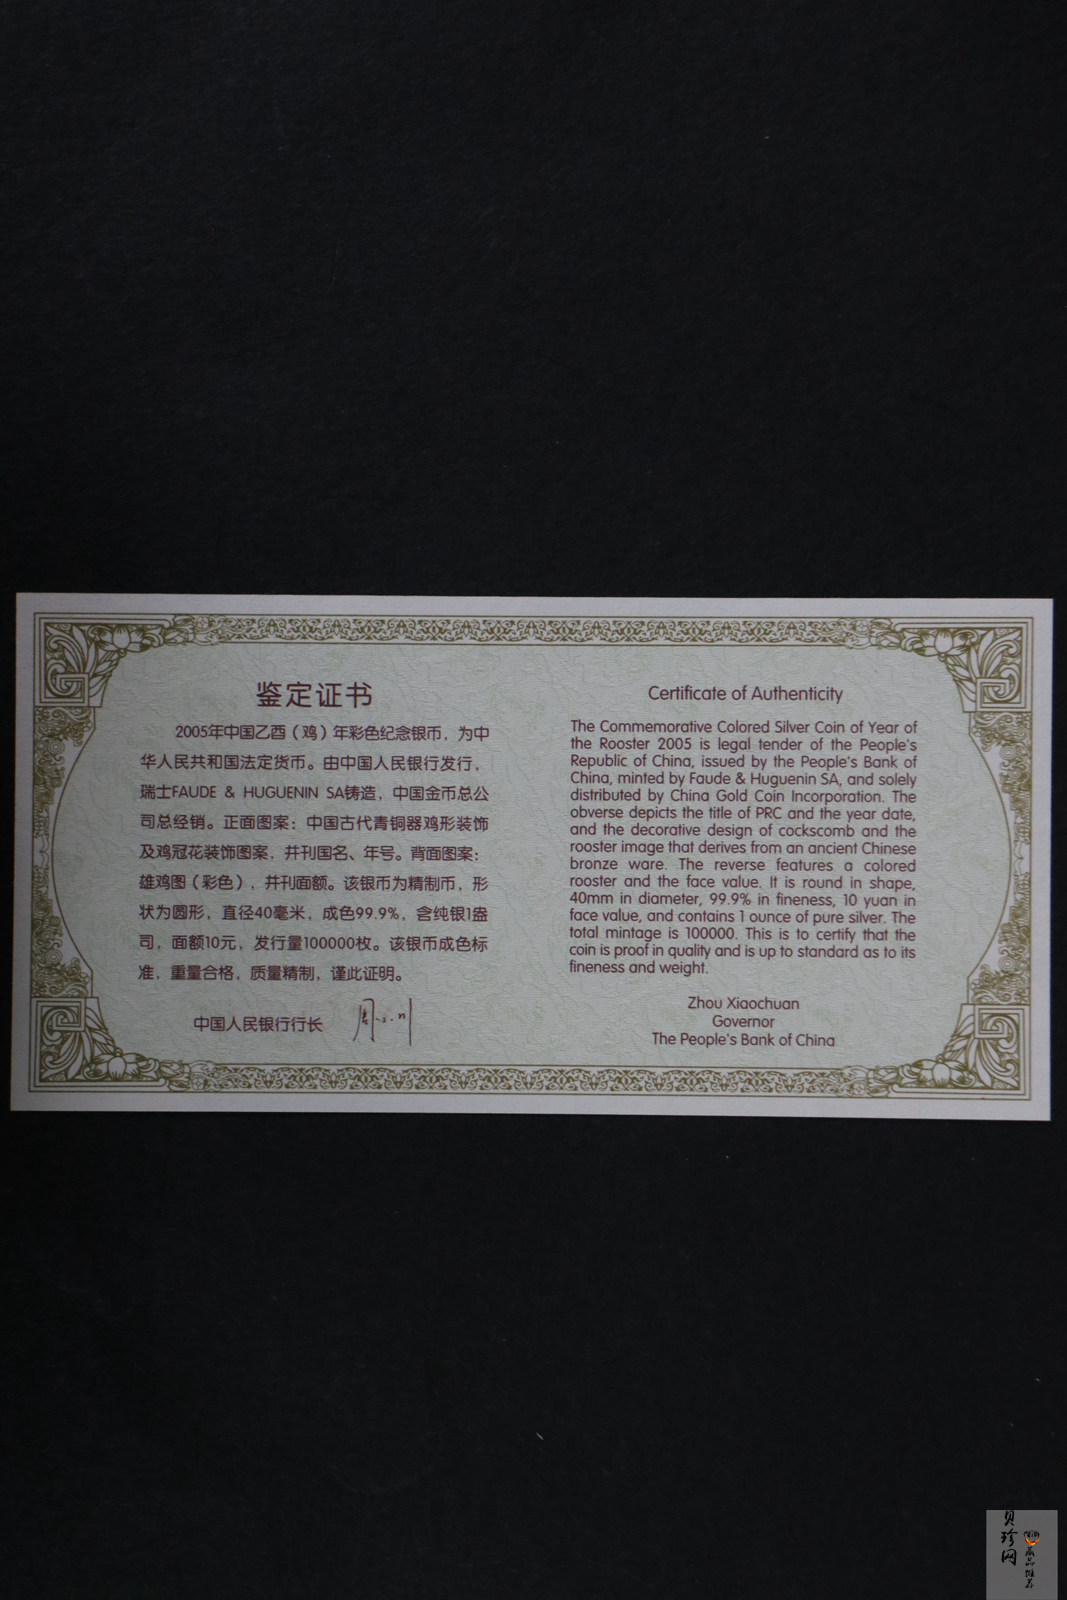 鉴定证书
2005年中国乙酉（鸡）年彩色纪念银币，为中
华人民共和国法定货币。由中国人民银行发行，
瑞士FAUDE & HUGUENIN SA铸造，中国金币总公
司总经销。正面图案：中国古代青铜器鸡形装饰
及鸡冠花装饰图案，并刊国名、年号。背面图案：
雄鸡图（彩色），并刊面额。该银币为精制币，形
状为圆形，直径40毫米，成色99.9%，含纯银1盎
司，面额10元，发行量100000枚。该银币成色标
准，重量合格，质量精制，谨此证明。
中国人民银行行长
Certificate of Authenticity
The Commemorative Colored Silver Coin of Year of
the Rooster 2005 is legal tender of the People's
Republic of China, issued by the People's Bank of
China, minted by Faude & Huguenin SA, and solely
distributed by China Gold Coin Incorporation. The
obverse depicts the title of PRC and the year date,
and the decorative design of cockscomb and the
rooster image that derives from an ancient Chinese
bronze ware. The reverse features a colored
rooster and the face value. It is round in shape,
40mm in diameter, 99.9% in fineness, 10 yuan in
face value, and contains 1 ounce of pure silver. The
total mintage is 100000. This is to certify that the
coin is proof in quality and is up to standard as to its
fineness and weight.
Zhou Xiaochuan
Governor
The People's Bank of China
贝珍网